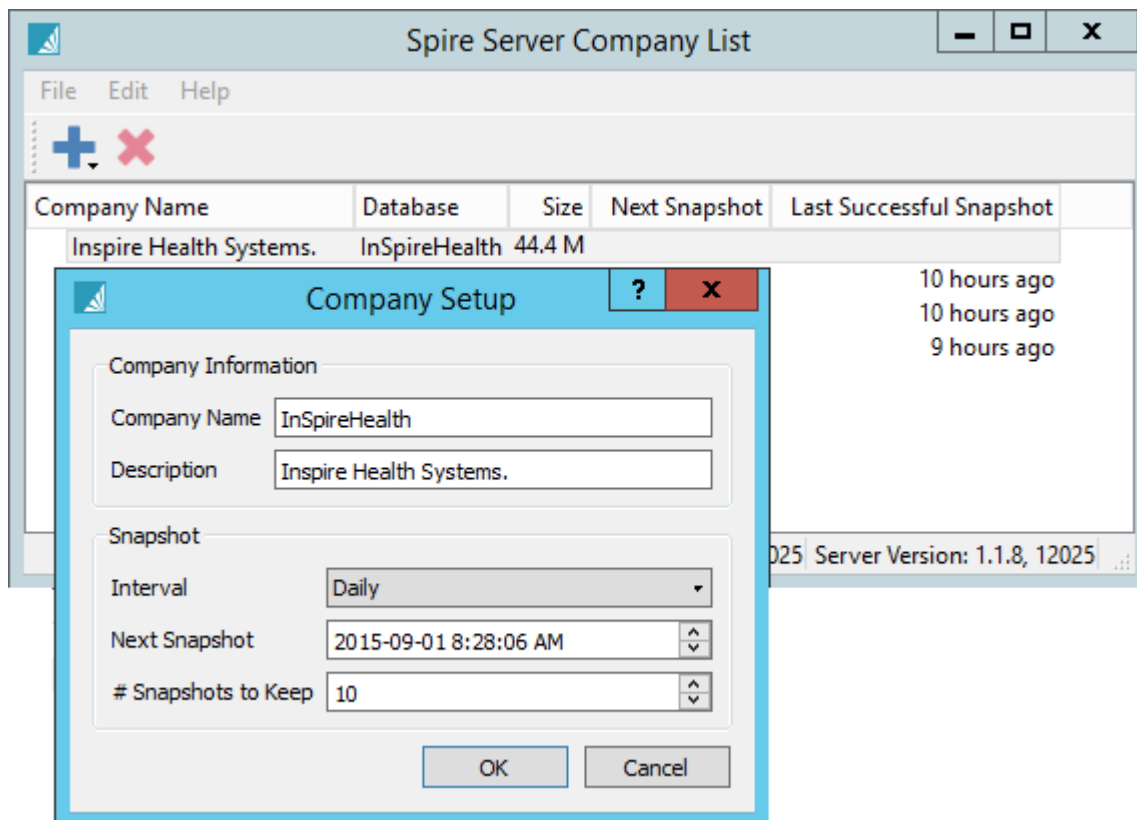 Spire Server Company List
File Edit Help
Company Name Database Size Next Snapshot Last Successful Snapshot
Inspire Health Systems. InSpireHealth 44.4 M
10 hours ago
10 hours ago
9 hours ago
025 Server Version: 1.1.8, 12025
Company Setup
Company Information
Company Name InSpireHealth
Description Inspire Health Systems.
Snapshot
Interval Daily
Next Snapshot 2015-09-01 8:28:06 AM
# Snapshots to Keep 10
OK Cancel